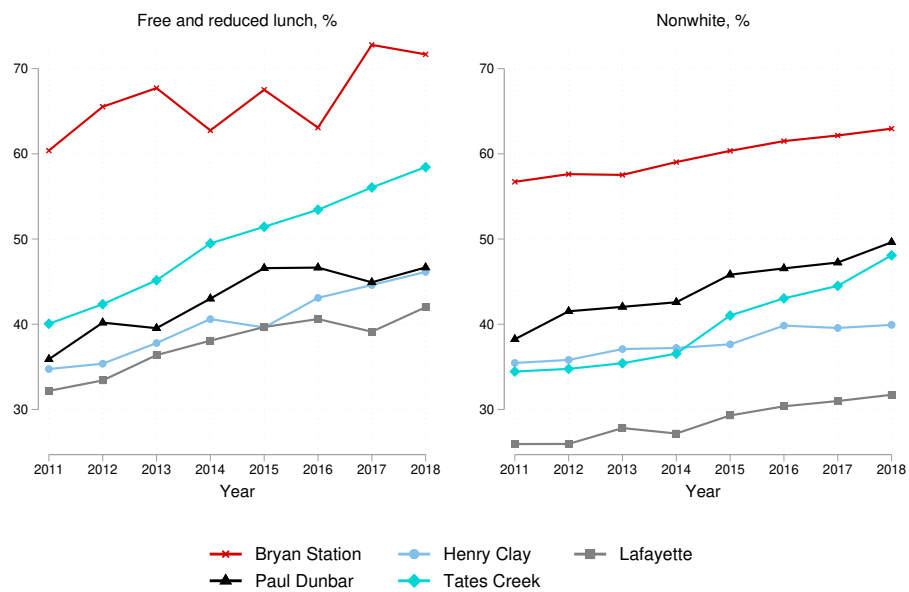 Free and reduced lunch, %
70
60
50
40
30
2011 2012 2013 2014 2015 2016 2017 2018
Year
Nonwhite, %
70
60
50
40
30
2011 2012 2013 2014 2015 2016 2017 2018
Year
Bryan Station Henry Clay Lafayette
Paul Dunbar Tates Creek